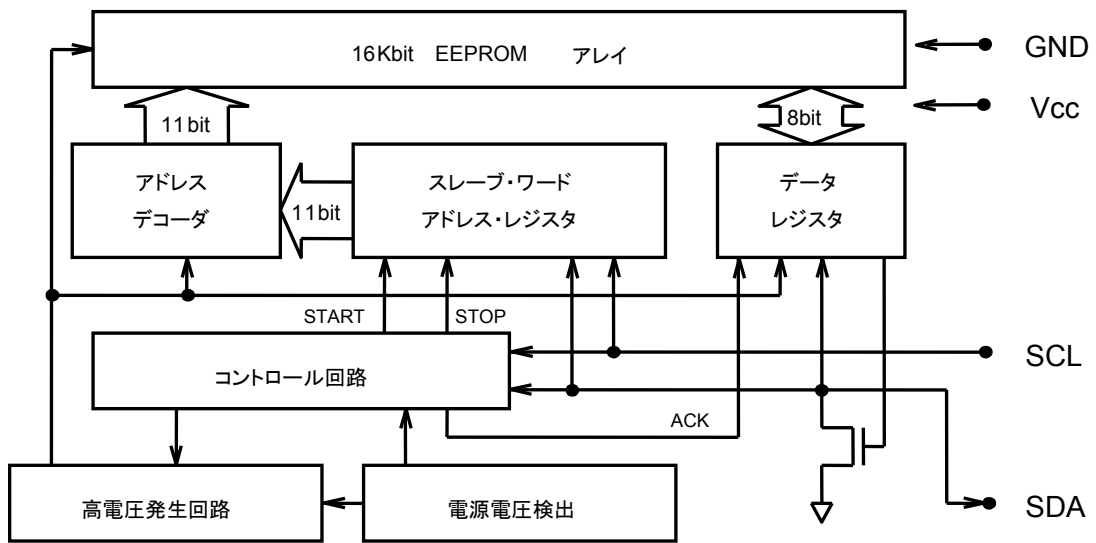 16Kbit EEPROM アレイ
GND
Vcc
11bit
8bit
アドレス
デコーダ
11bit
スレーブ・ワード
アドレス・レジスタ
データ
レジスタ
START
STOP
SCL
コントロール回路
ACK
高電圧発生回路
電源電圧検出
SDA